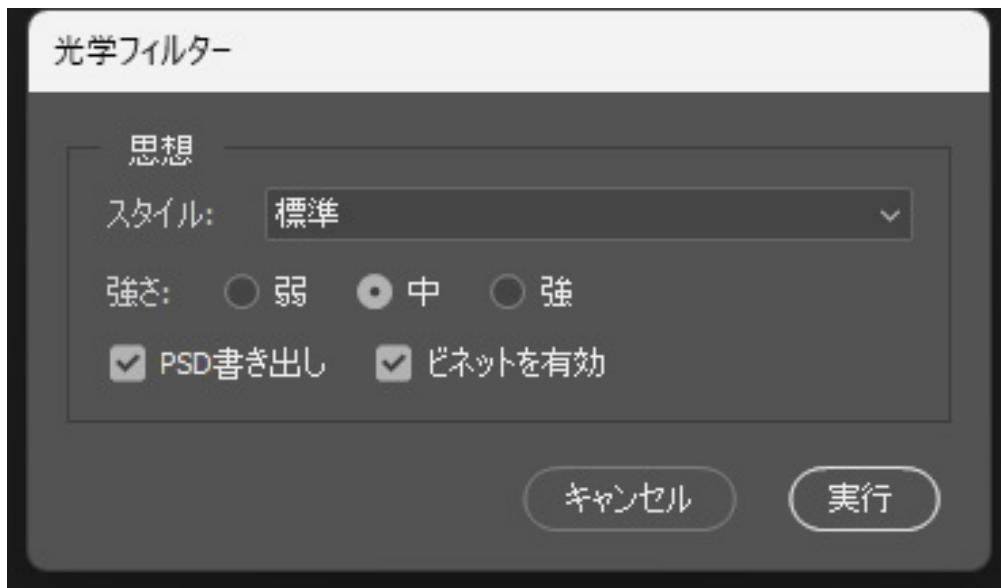 光学フィルター
思想
スタイル: 標準
強さ: 弱 中 強
PSD書き出し ビネットを有効
キャンセル 実行